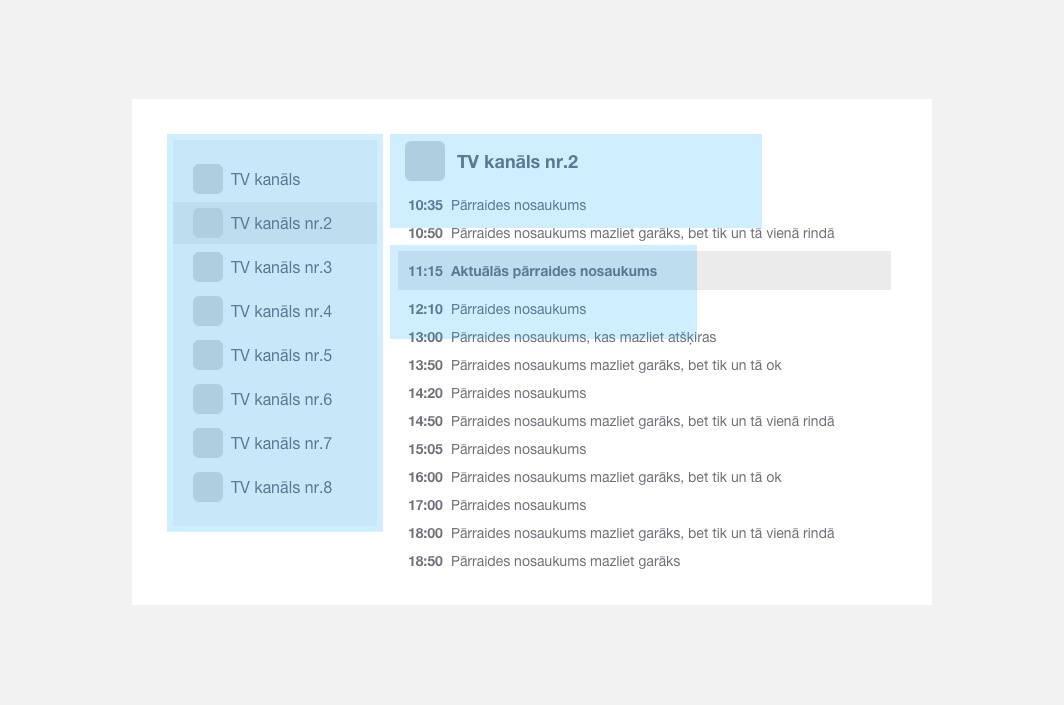 TV kanāls
TV kanāls nr.2
TV kanāls nr.3
TV kanāls nr.4
TV kanāls nr.5
TV kanāls nr.6
TV kanāls nr.7
TV kanāls nr.8
TV kanāls nr.2
10:35 Pārraides nosaukums
10:50 Pārraides nosaukums mazliet garāks, bet tik un tā vienā rindā
11:15 Aktuālās pārraides nosaukums
12:10 Pārraides nosaukums
13:00 Pārraides nosaukums, kas mazliet atšķiras
13:50 Pārraides nosaukums mazliet garāks, bet tik un tā ok
14:20 Pārraides nosaukums
14:50 Pārraides nosaukums mazliet garāks, bet tik un tā vienā rindā
15:05 Pārraides nosaukums
16:00 Pārraides nosaukums mazliet garāks, bet tik un tā ok
17:00 Pārraides nosaukums
18:00 Pārraides nosaukums mazliet garāks, bet tik un tā vienā rindā
18:50 Pārraides nosaukums mazliet garāks